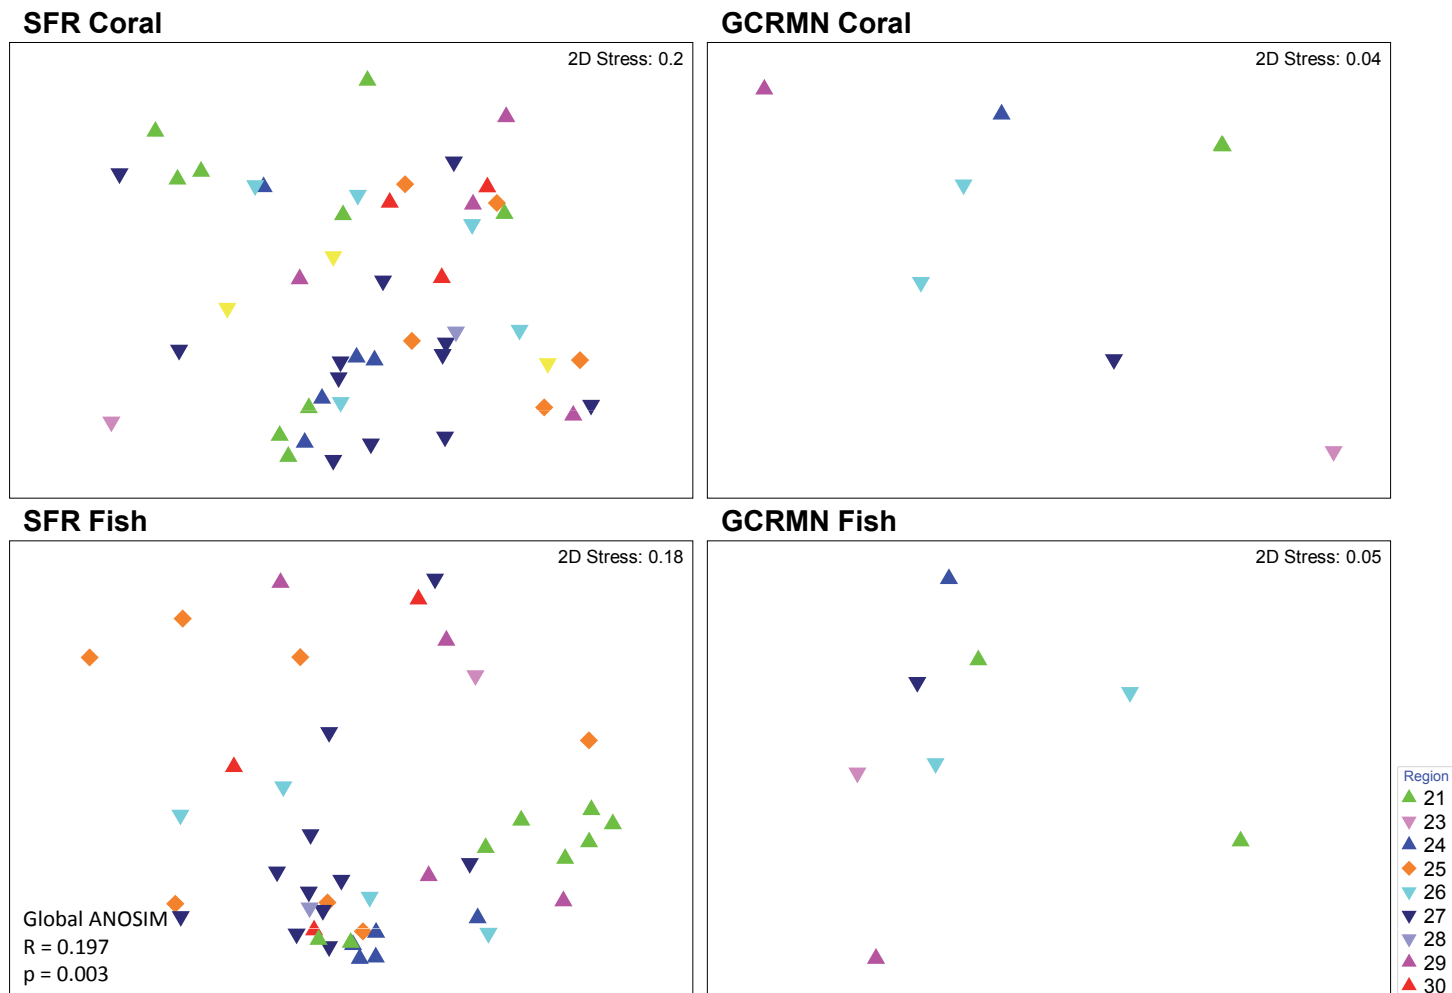 SFR Coral
2D Stress: 0.2
GCRMN Coral
2D Stress: 0.04
SFR Fish
2D Stress: 0.18
Global ANOSIM
R = 0.197
p = 0.003
GCRMN Fish
2D Stress: 0.05
Region
21
23
24
25
26
27
28
29
30